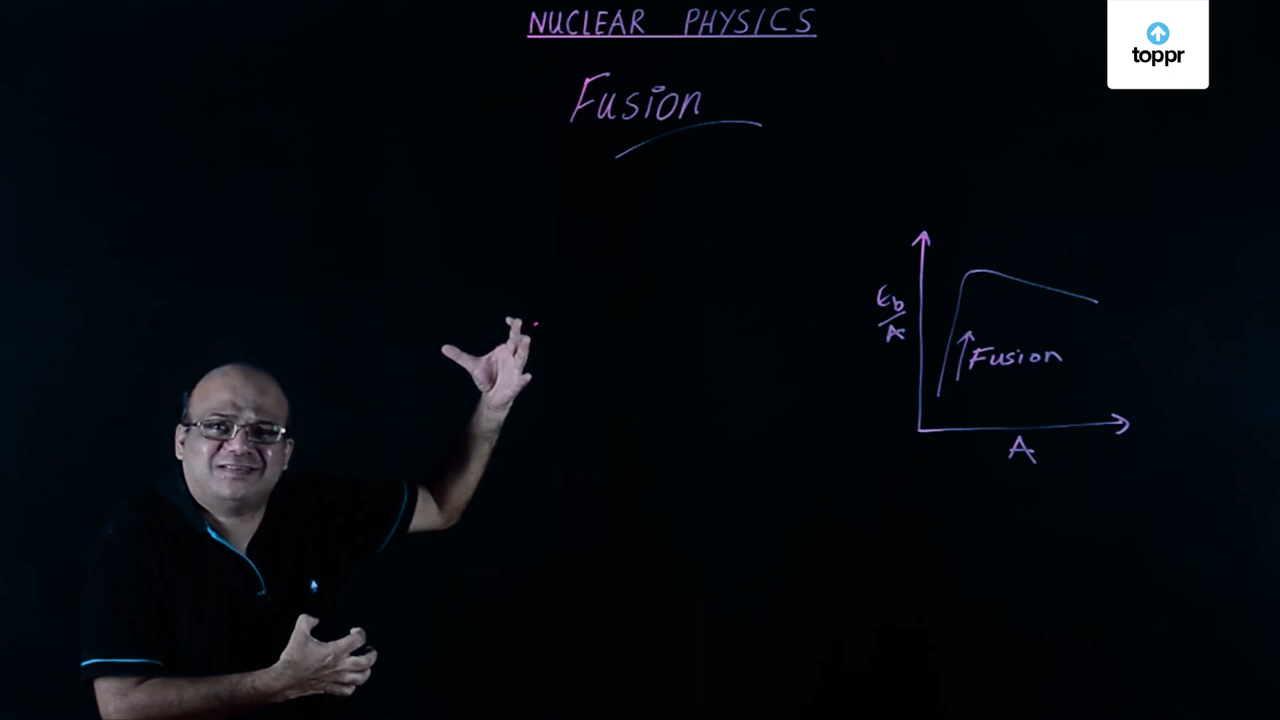 NUCLEAR PHYSICS
toppr
Fusion
Eb
A
Fusion
A